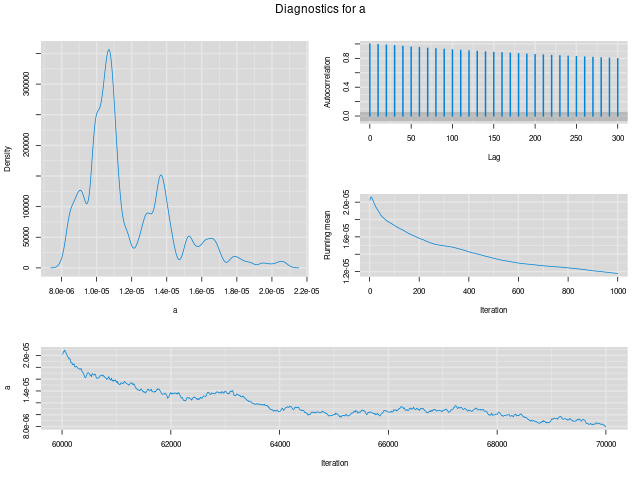 Diagnostics for a
Density
0
50000
100000
200000
300000
8.0e-06
1.0e-05
1.2e-05
1.4e-05
1.6e-05
1.8e-05
2.0e-05
2.2e-05
a
Autocorrelation
0.0
0.4
0.8
0
50
100
150
200
250
300
Lag
Running mean
1.2e-05
1.6e-05
2.0e-05
0
200
400
600
800
1000
Iteration
a
8.0e-06
1.4e-05
2.0e-05
60000
62000
64000
66000
68000
70000
Iteration